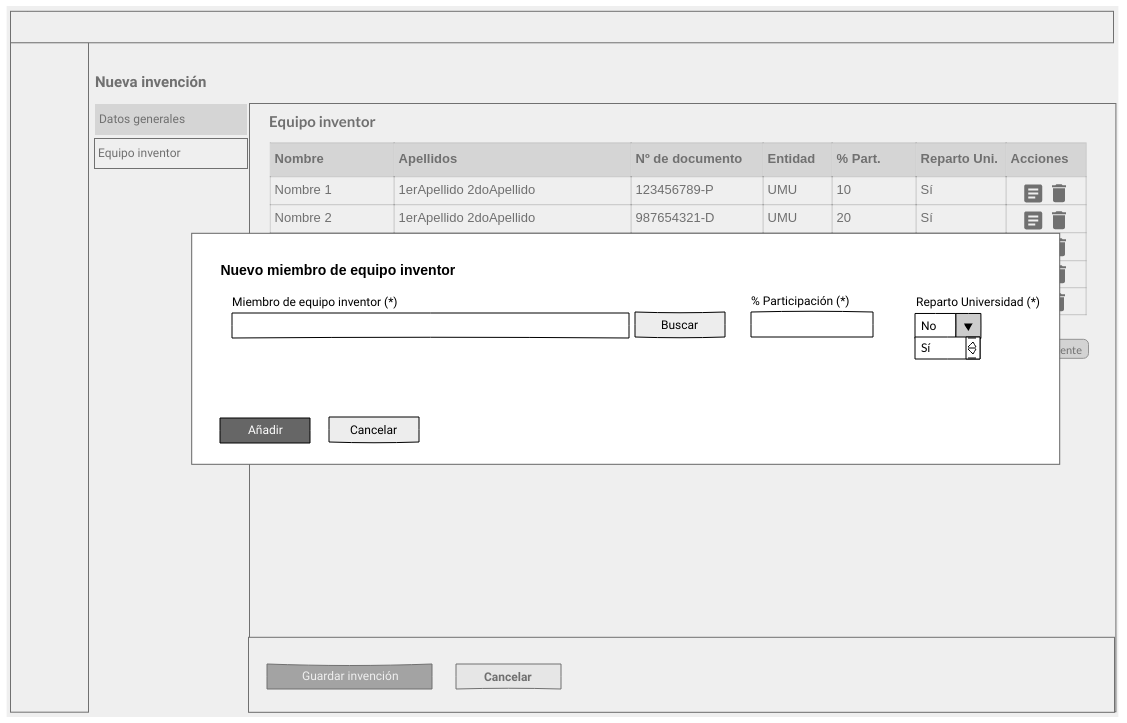 Nueva invención
Datos generales
Equipo inventor
Equipo inventor
Nombre Apellidos Nº de documento Entidad % Part. Reparto Uni. Acciones
Nombre 1 1erApellido 2doApellido 123456789-P UMU 10 Sí
Nombre 2 1erApellido 2doApellido 987654321-D UMU 20 Sí
Nuevo miembro de equipo inventor
Miembro de equipo inventor (*) % Participación (*) Reparto Universidad (*)
Buscar No
Sí
ente
Añadir Cancelar
Guardar invención Cancelar